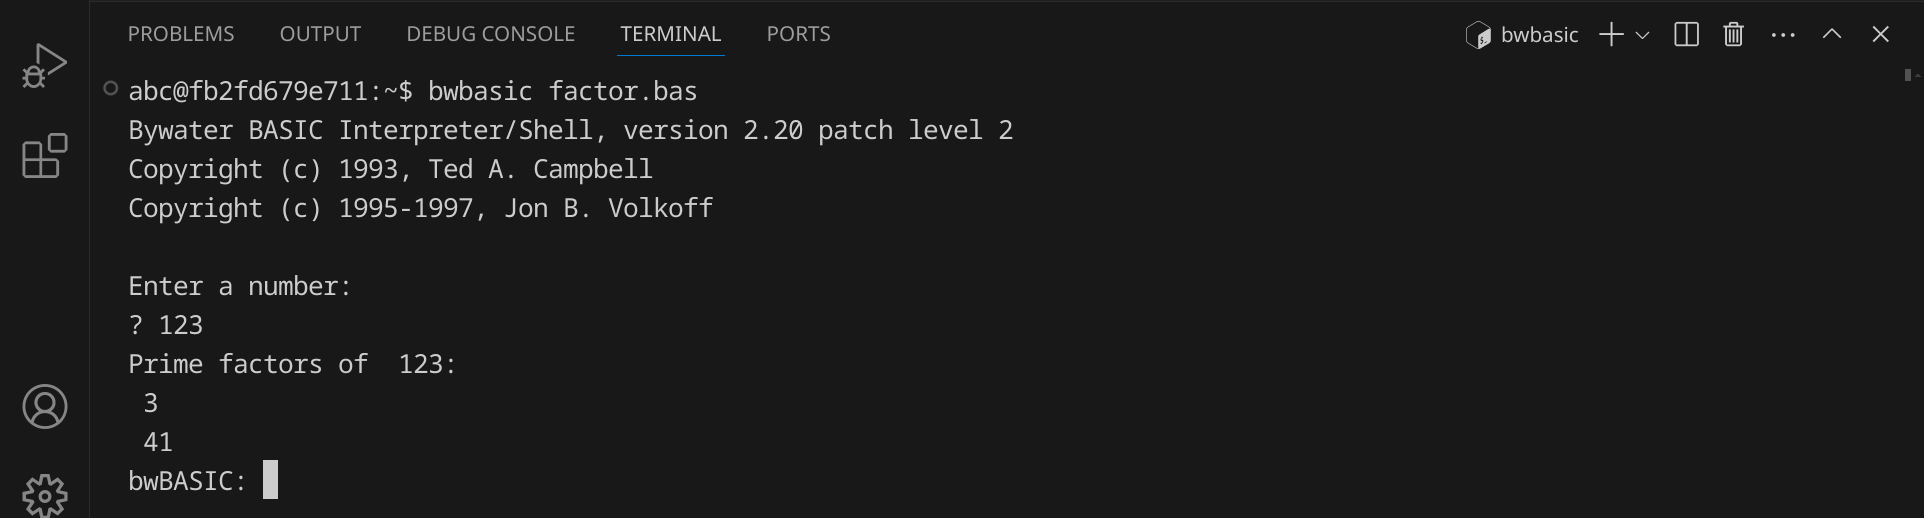 PROBLEMS OUTPUT DEBUG CONSOLE TERMINAL PORTS bwbasic
abc@fb2fd679e711:~$ bwbasic factor.bas
Bywater BASIC Interpreter/Shell, version 2.20 patch level 2
Copyright (c) 1993, Ted A. Campbell
Copyright (c) 1995-1997, Jon B. Volkoff
Enter a number:
? 123
Prime factors of  123:
 3
 41
bwBASIC: